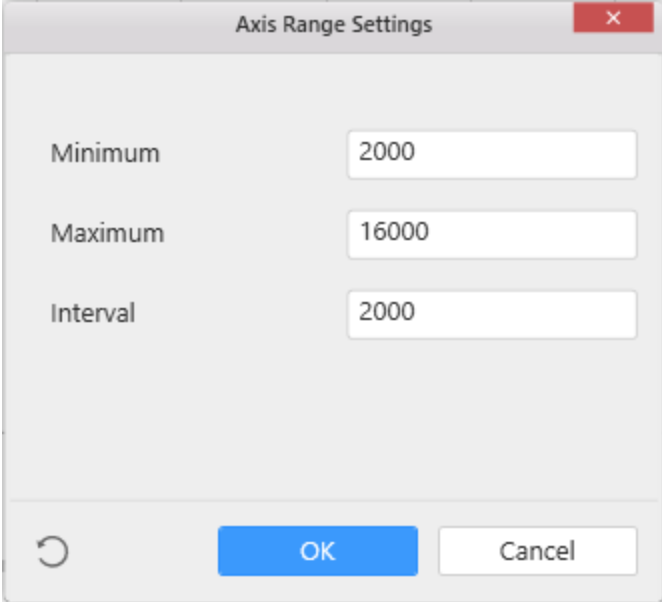 Axis Range Settings
Minimum 2000
Maximum 16000
Interval 2000
OK Cancel